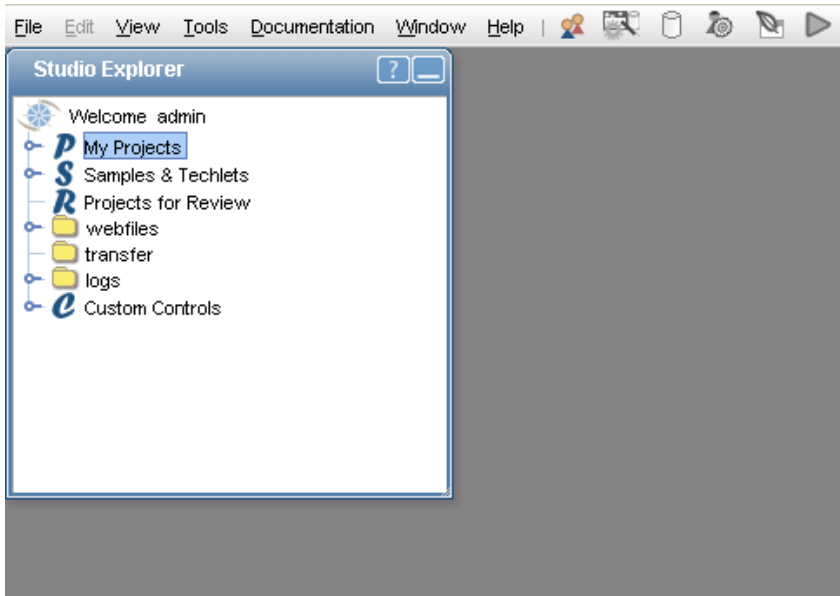 File Edit View Tools Documentation Window Help |
Studio Explorer ?
Welcome admin
P My Projects
S Samples & Techlets
R Projects for Review
webfiles
transfer
logs
C Custom Controls